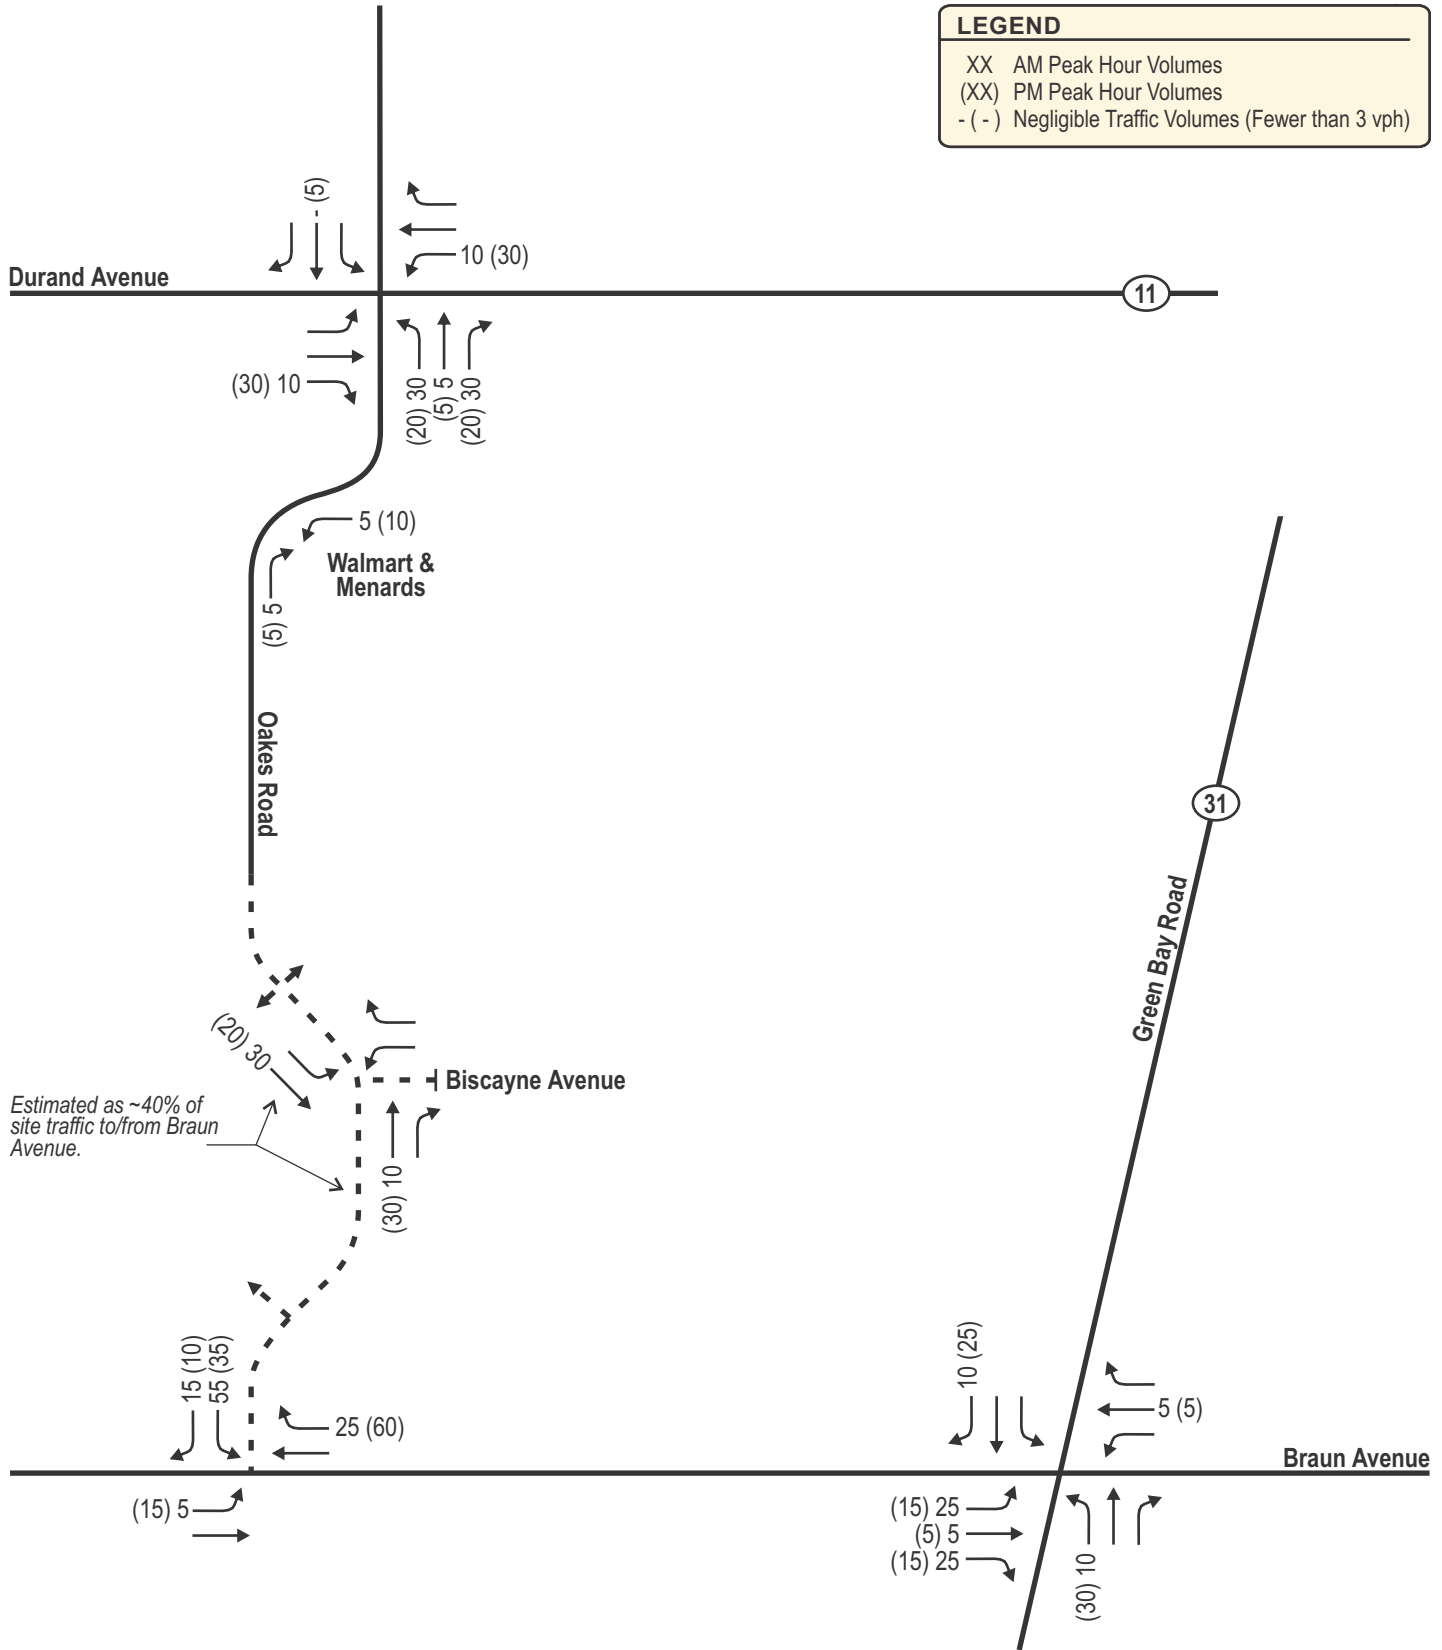 LEGEND
XX AM Peak Hour Volumes
(XX) PM Peak Hour Volumes
- ( - ) Negligible Traffic Volumes (Fewer than 3 vph)
- (5)
10 (30)
Durand Avenue
11
(30) 10
(20) 30
(5) 5
(20) 30
5 (10)
Walmart &
Menards
(5) 5
Oakes Road
31
Green Bay Road
(20) 30
Biscayne Avenue
Estimated as ~40% of
site traffic to/from Braun
Avenue.
(30) 10
15 (10)
55 (35)
25 (60)
(15) 5
10 (25)
5 (5)
Braun Avenue
(15) 25
(5) 5
(15) 25
(30) 10